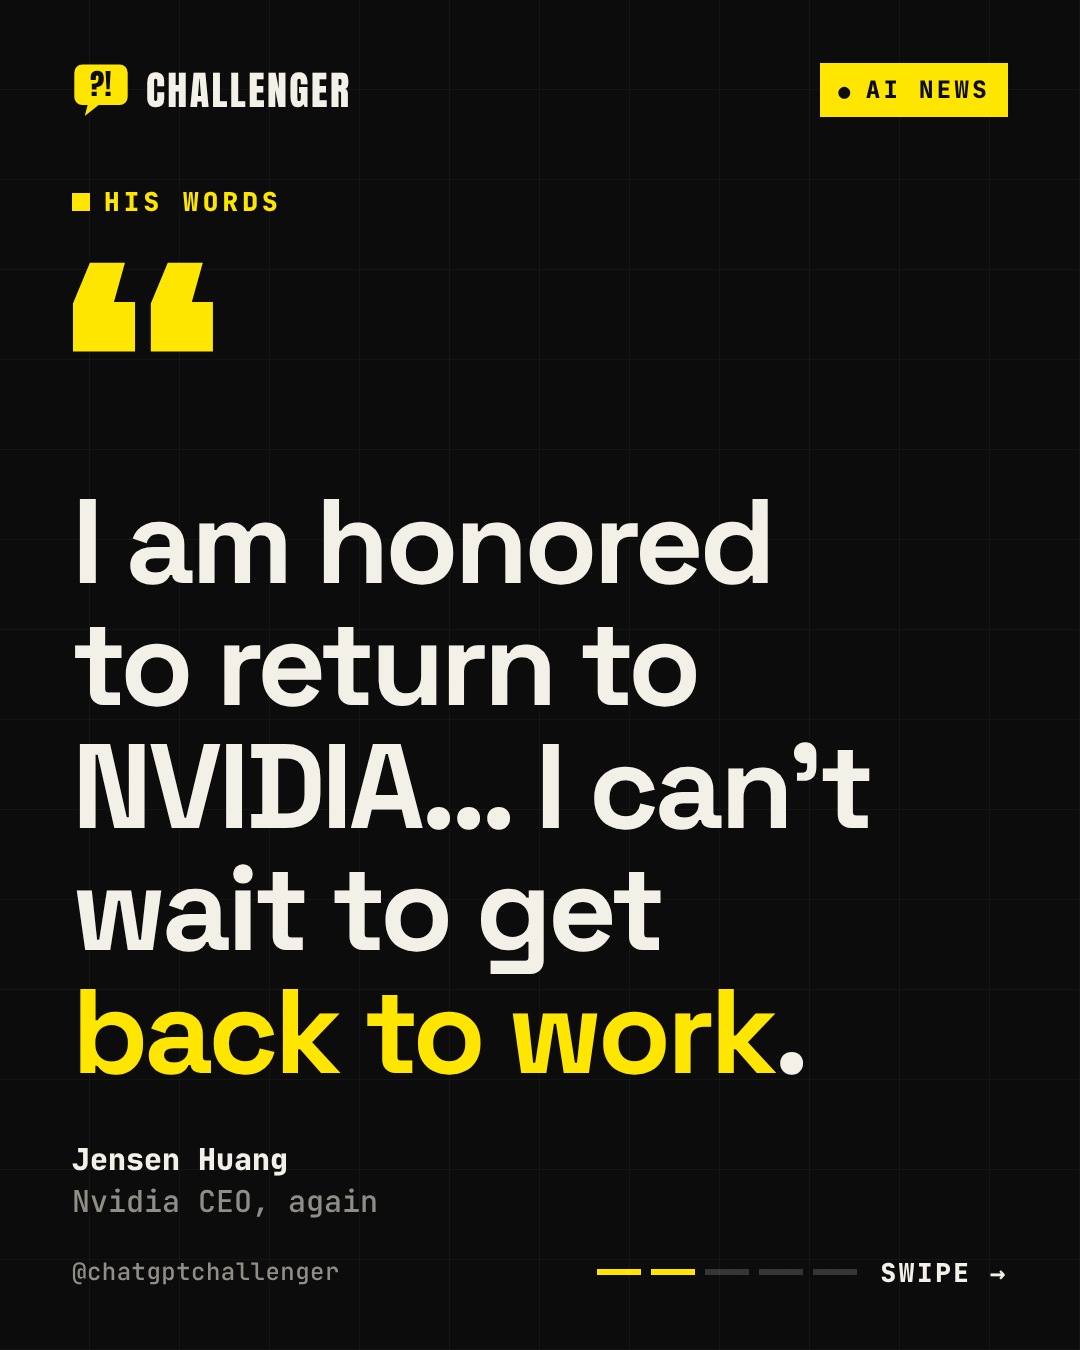 ?! CHALLENGER
● AI NEWS
HIS WORDS
“
I am honored
to return to
NVIDIA... I can’t
wait to get
back to work.
Jensen Huang
Nvidia CEO, again
@chatgptchallenger
SWIPE →